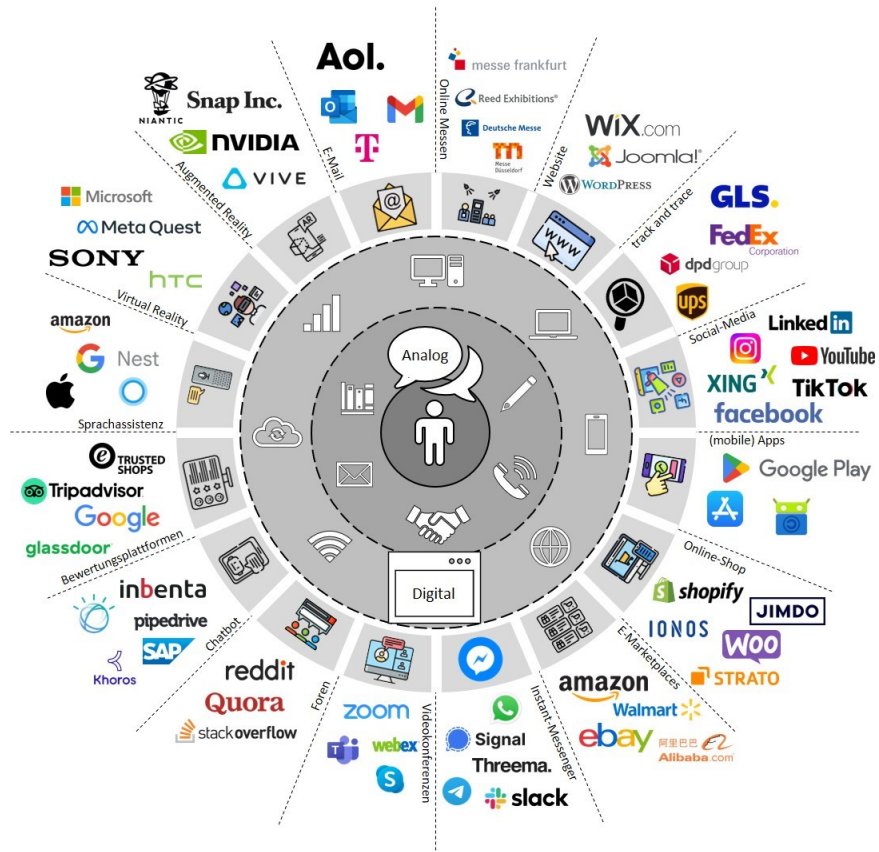 Aol.
E-Mail
Online Messen
messe frankfurt
Reed Exhibitions®
Deutsche Messe
Messe
Düsseldorf
Website
WiX.com
Joomla!®
WORDPRESS
track and trace
GLS.
FedEx
Corporation
dpdgroup
ups
Social-Media
Linked in
YouTube
XING
TikTok
facebook
(mobile) Apps
Google Play
Online-Shop
shopify
JIMDO
IONOS
WOO
STRATO
E-Marketplaces
amazon
Walmart
ebay
阿里巴巴
Alibaba.com
Instant-Messenger
Signal
Threema.
slack
Videokonferenzen
zoom
webex
S
Foren
reddit
Quora
stackoverflow
Chatbot
inbenta
pipedrive
SAP
Khoros
Bewertungsplattformen
e TRUSTED
SHOPS
Tripadvisor
Google
glassdoor
Sprachassistenz
amazon
G Nest
Virtual Reality
Microsoft
Meta Quest
SONY
hTC
Augmented Reality
NIANTIC
Snap Inc.
NVIDIA
VIVE
@
AR
WWW
Analog
Digital